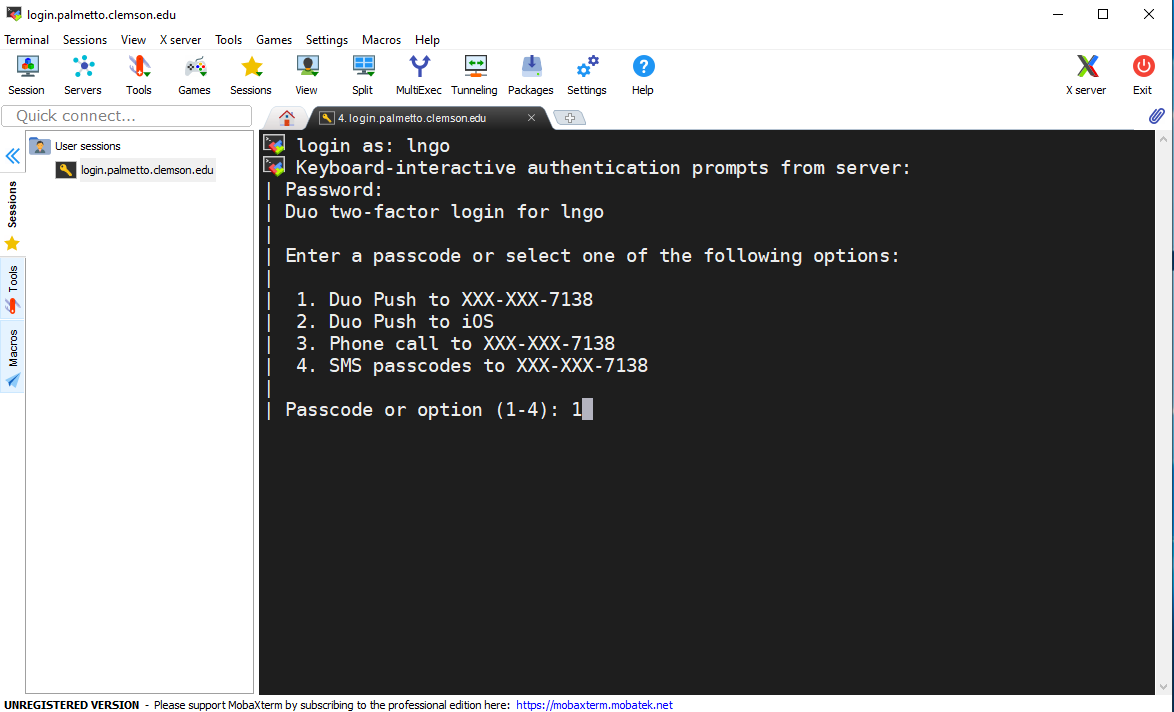 login.palmetto.clemson.edu
Terminal Sessions View X server Tools Games Settings Macros Help
Session Servers Tools Games Sessions View Split MultiExec Tunneling Packages Settings Help X server Exit
Quick connect...
4. login.palmetto.clemson.edu
User sessions
login.palmetto.clemson.edu
Sessions
Tools
Macros
login as: lngo
Keyboard-interactive authentication prompts from server:
| Password:
| Duo two-factor login for lngo
|
| Enter a passcode or select one of the following options:
|
| 1. Duo Push to XXX-XXX-7138
| 2. Duo Push to iOS
| 3. Phone call to XXX-XXX-7138
| 4. SMS passcodes to XXX-XXX-7138
|
| Passcode or option (1-4): 1
UNREGISTERED VERSION - Please support MobaXterm by subscribing to the professional edition here: https://mobaxterm.mobatek.net